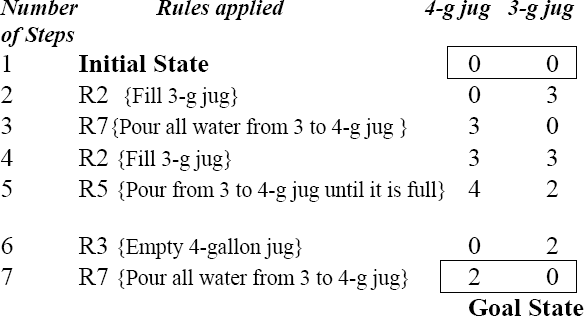 Number Rules applied 4-g jug 3-g jug
of Steps
1 Initial State 0 0
2 R2 {Fill 3-g jug} 0 3
3 R7{Pour all water from 3 to 4-g jug } 3 0
4 R2 {Fill 3-g jug} 3 3
5 R5 {Pour from 3 to 4-g jug until it is full} 4 2
6 R3 {Empty 4-gallon jug} 0 2
7 R7 {Pour all water from 3 to 4-g jug} 2 0
Goal State